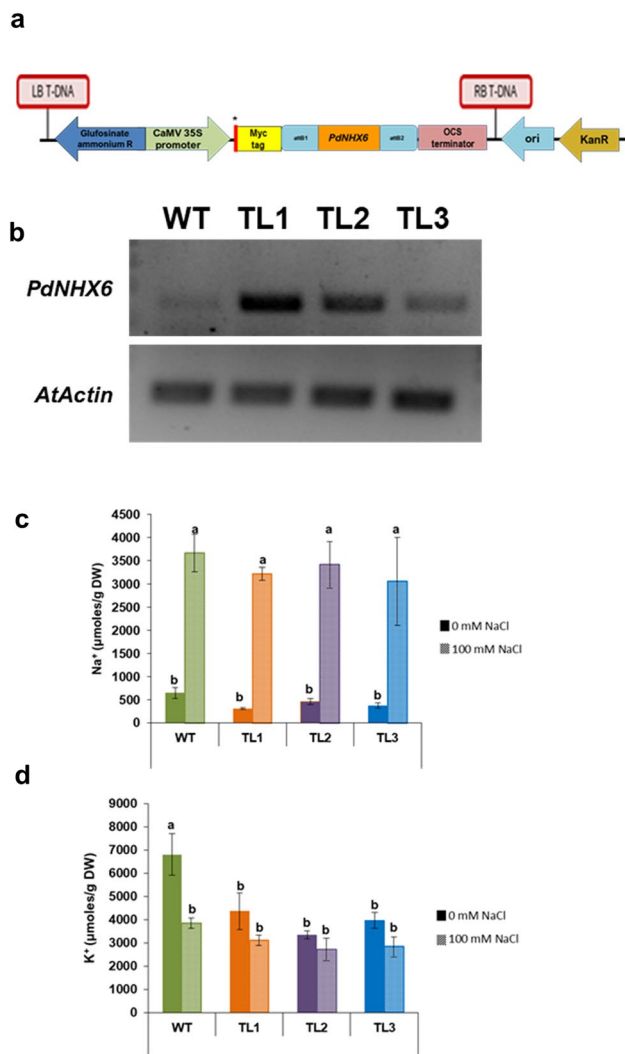 a
LB T-DNA
RB T-DNA
Glufosinate
ammonium R
CaMV 35S
promoter
*
Myc
tag
attB1
PdNHX6
attB2
OCS
terminator
ori
KanR
b
WT TL1 TL2 TL3
PdNHX6
AtActin
c
Na⁺ (µmoles/g DW)
4500
4000
3500
3000
2500
2000
1500
1000
500
0
a
a
a
a
b
b
b
b
WT TL1 TL2 TL3
0 mM NaCl
100 mM NaCl
d
K⁺ (µmoles/g DW)
9000
8000
7000
6000
5000
4000
3000
2000
1000
0
a
b
b
b
b
b
b
b
WT TL1 TL2 TL3
0 mM NaCl
100 mM NaCl